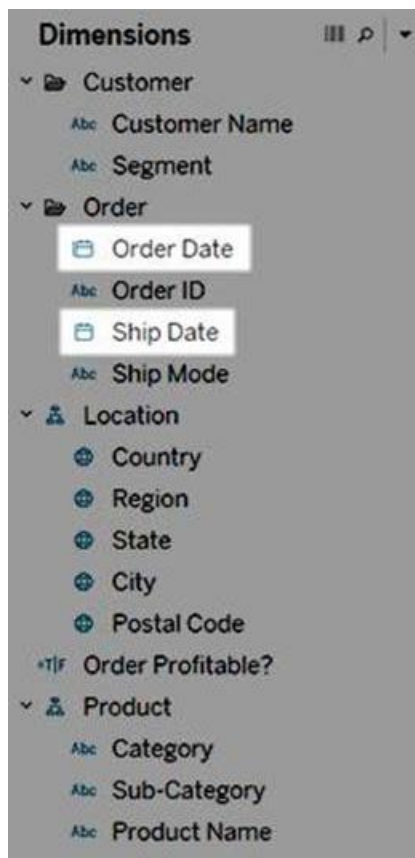 Dimensions
Customer
Abc Customer Name
Abc Segment
Order
Order Date
Abc Order ID
Ship Date
Abc Ship Mode
Location
Country
Region
State
City
Postal Code
=T|F Order Profitable?
Product
Abc Category
Abc Sub-Category
Abc Product Name